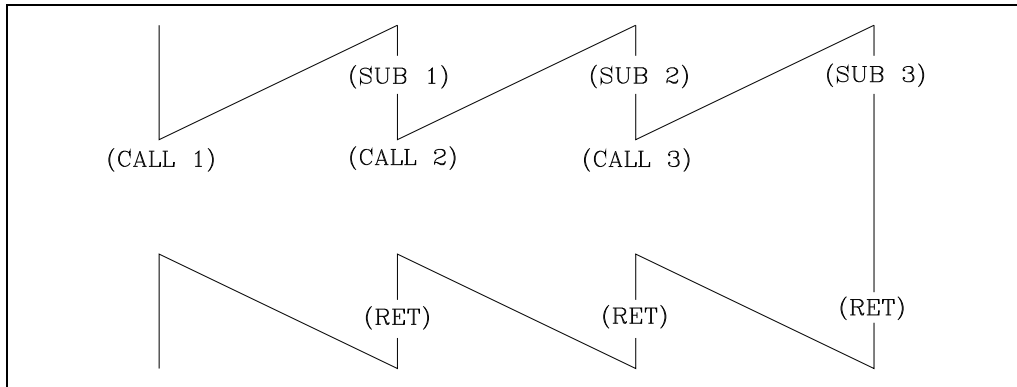 (SUB 1) (SUB 2) (SUB 3)
(CALL 1) (CALL 2) (CALL 3)
(RET) (RET) (RET)